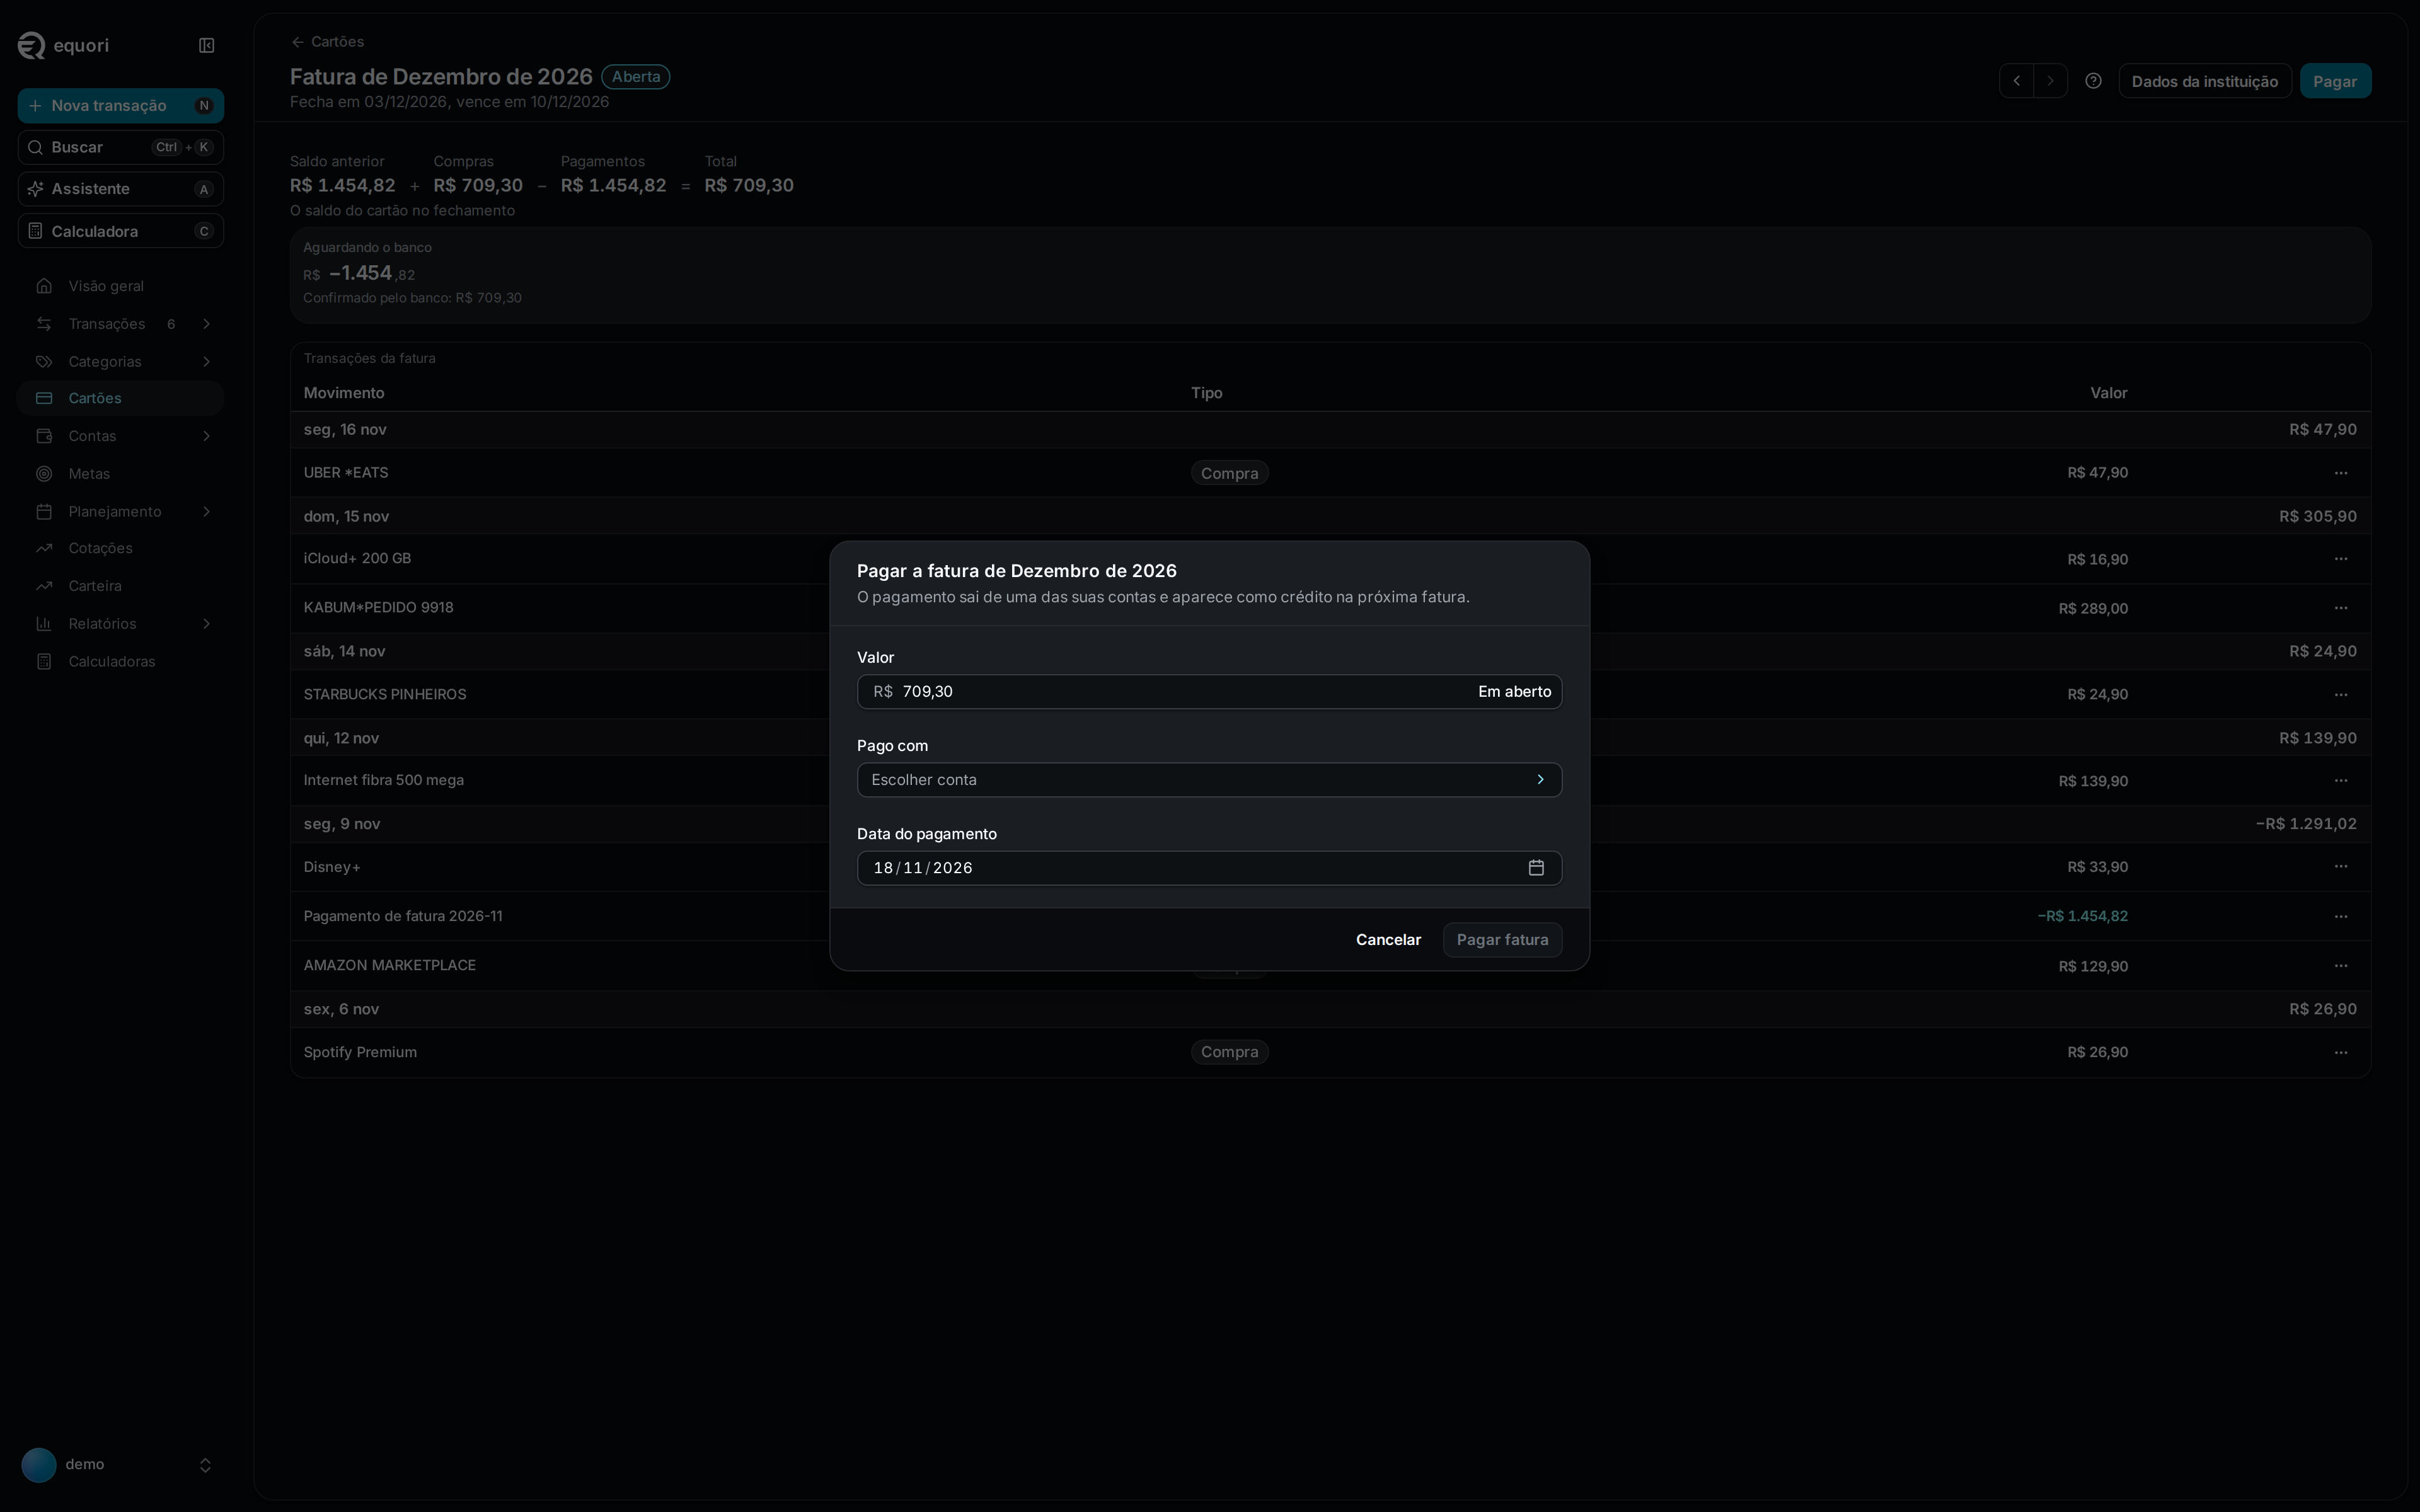 equori
Nova transação N
Buscar Ctrl + K
Assistente A
Calculadora C
Visão geral
Transações 6
Categorias
Cartões
Contas
Metas
Planejamento
Cotações
Carteira
Relatórios
Calculadoras
demo
Cartões
Fatura de Dezembro de 2026 Aberta
Fecha em 03/12/2026, vence em 10/12/2026
Dados da instituição Pagar
Saldo anterior Compras Pagamentos Total
R$ 1.454,82 + R$ 709,30 − R$ 1.454,82 = R$ 709,30
O saldo do cartão no fechamento
Aguardando o banco
R$ −1.454,82
Confirmado pelo banco: R$ 709,30
Transações da fatura
Movimento Tipo Valor
seg, 16 nov R$ 47,90
UBER *EATS Compra R$ 47,90 ...
dom, 15 nov R$ 305,90
iCloud+ 200 GB R$ 16,90 ...
KABUM*PEDIDO 9918 R$ 289,00 ...
sáb, 14 nov R$ 24,90
STARBUCKS PINHEIROS R$ 24,90 ...
qui, 12 nov R$ 139,90
Internet fibra 500 mega R$ 139,90 ...
seg, 9 nov −R$ 1.291,02
Disney+ R$ 33,90 ...
Pagamento de fatura 2026-11 −R$ 1.454,82 ...
AMAZON MARKETPLACE R$ 129,90 ...
sex, 6 nov R$ 26,90
Spotify Premium Compra R$ 26,90 ...
Pagar a fatura de Dezembro de 2026
O pagamento sai de uma das suas contas e aparece como crédito na próxima fatura.
Valor
R$ 709,30 Em aberto
Pago com
Escolher conta
Data do pagamento
18/11/2026
Cancelar Pagar fatura